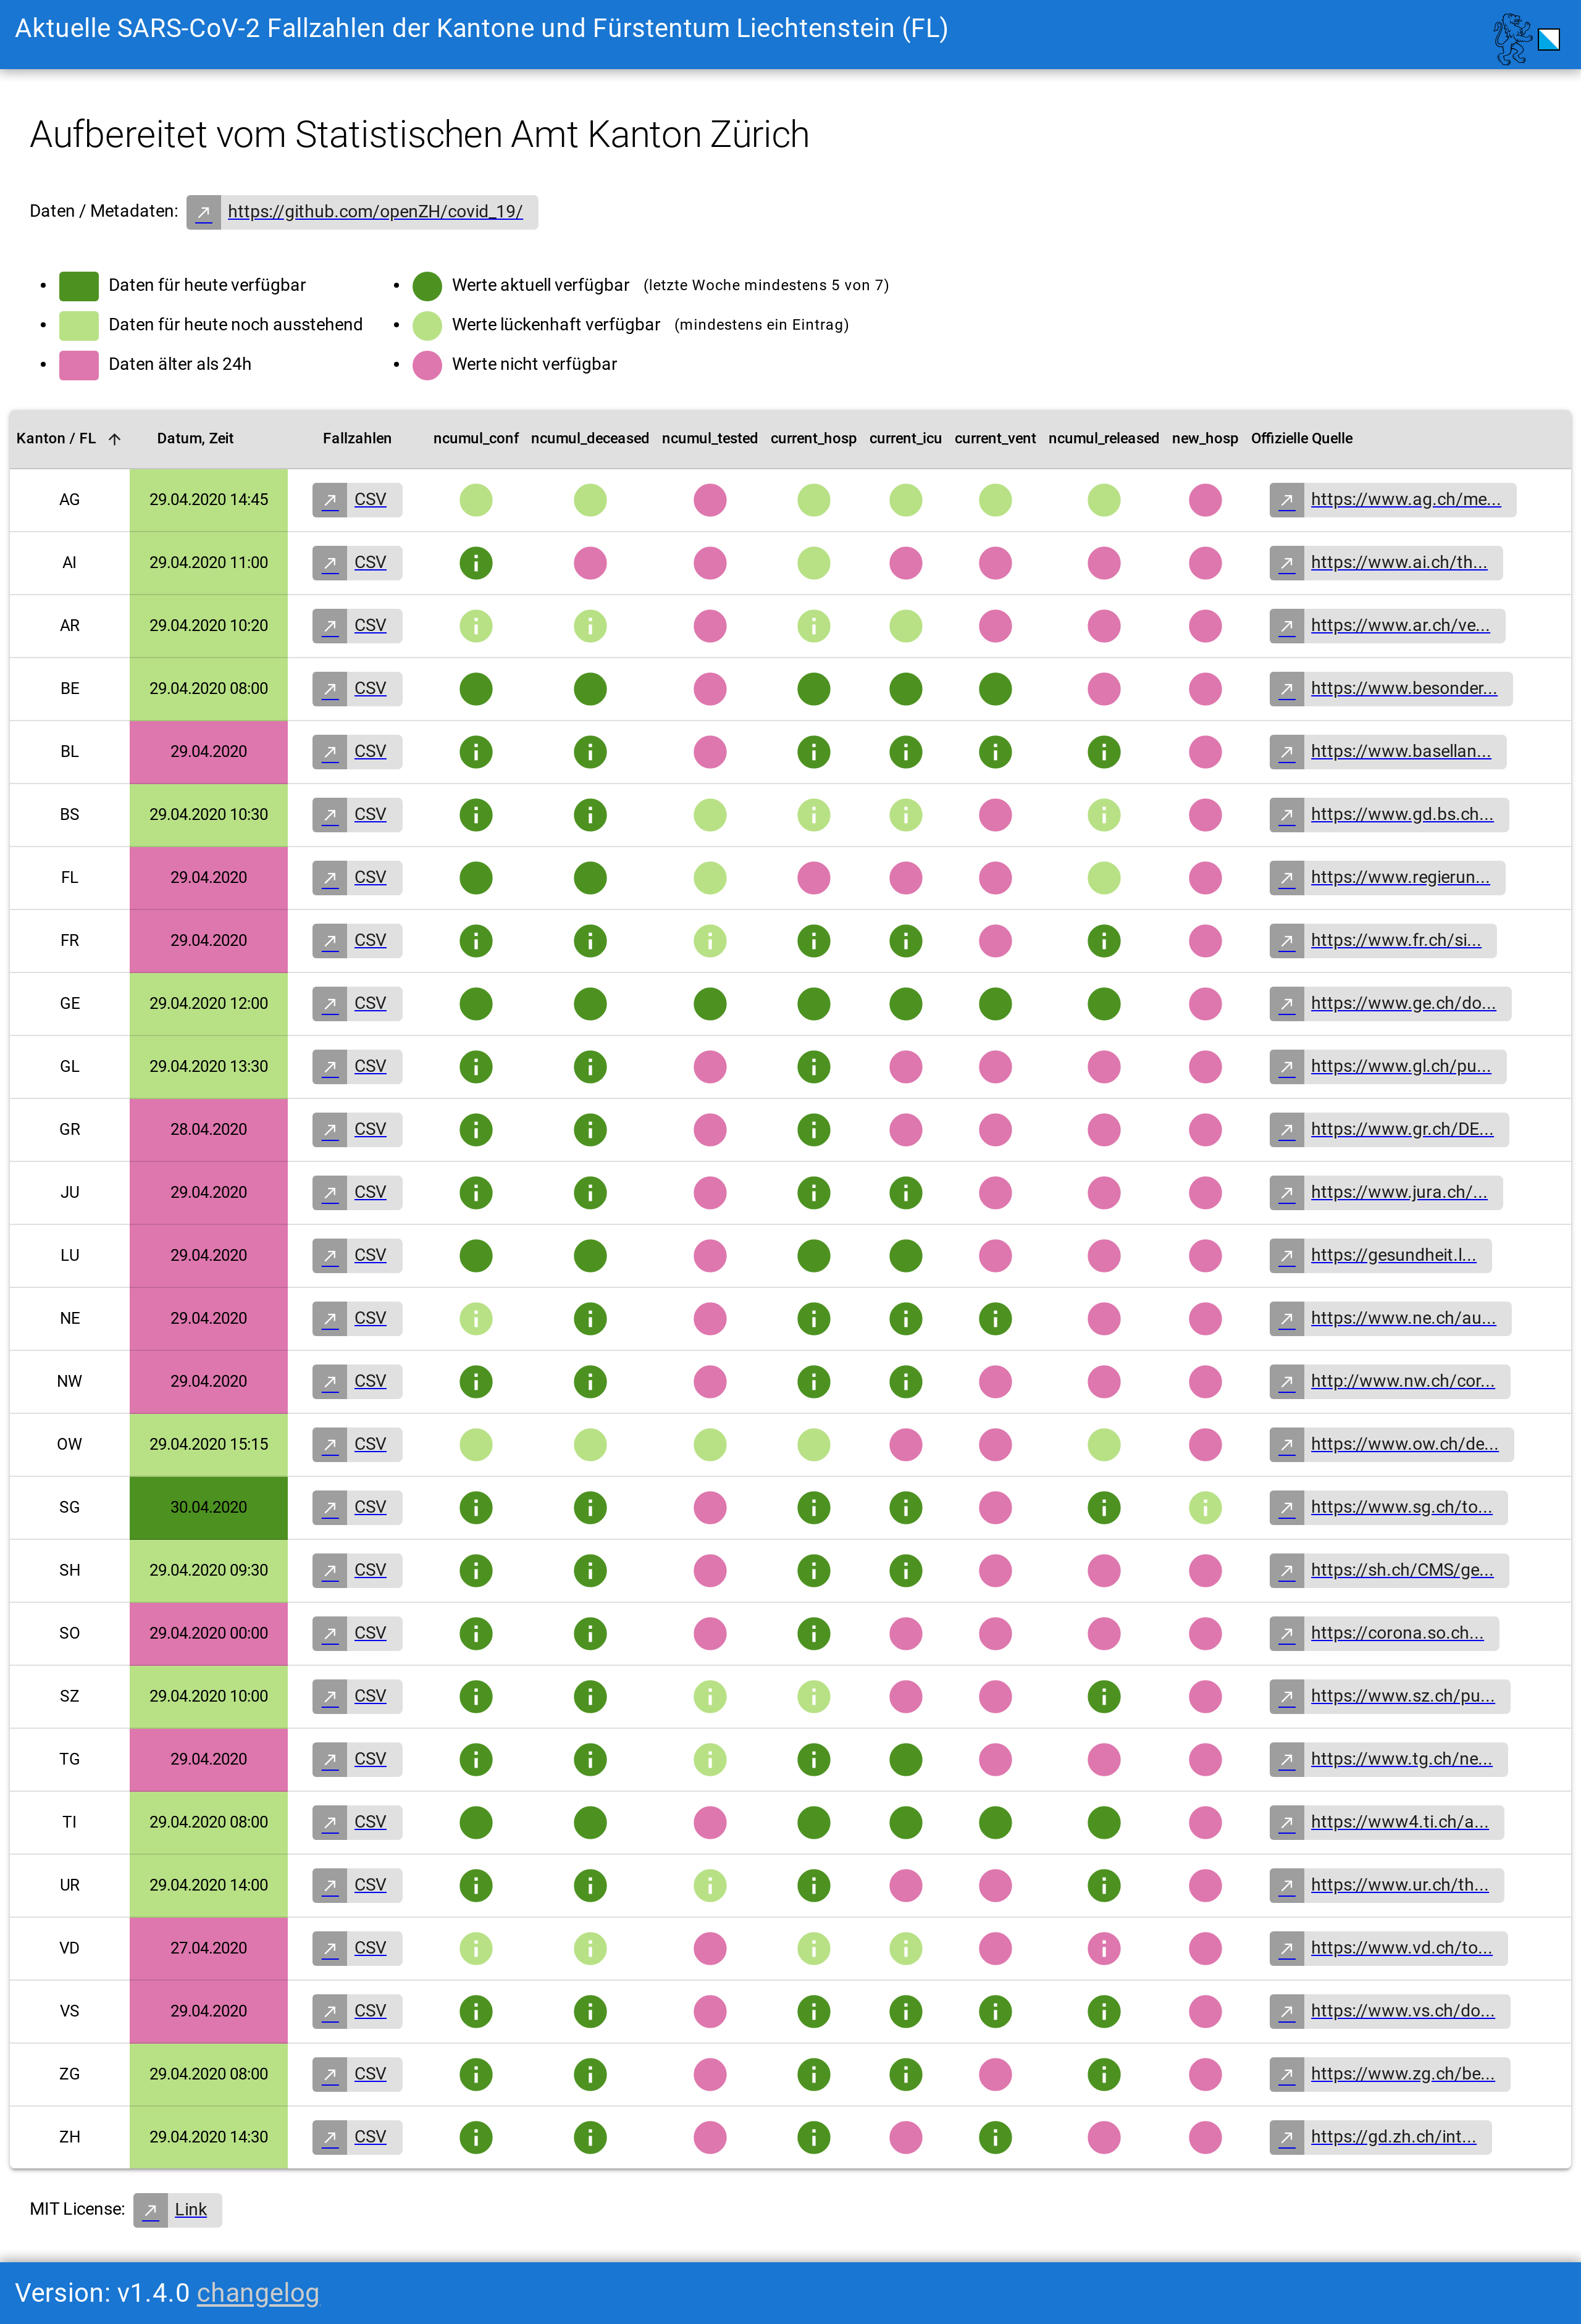 Aktuelle SARS-CoV-2 Fallzahlen der Kantone und Fürstentum Liechtenstein (FL)
Aufbereitet vom Statistischen Amt Kanton Zürich
Daten / Metadaten: https://github.com/openZH/covid_19/
Daten für heute verfügbar
Daten für heute noch ausstehend
Daten älter als 24h
Werte aktuell verfügbar (letzte Woche mindestens 5 von 7)
Werte lückenhaft verfügbar (mindestens ein Eintrag)
Werte nicht verfügbar
Kanton / FL Datum, Zeit Fallzahlen ncumul_conf ncumul_deceased ncumul_tested current_hosp current_icu current_vent ncumul_released new_hosp Offizielle Quelle
AG 29.04.2020 14:45 CSV https://www.ag.ch/me...
AI 29.04.2020 11:00 CSV https://www.ai.ch/th...
AR 29.04.2020 10:20 CSV https://www.ar.ch/ve...
BE 29.04.2020 08:00 CSV https://www.besonder...
BL 29.04.2020 CSV https://www.basellan...
BS 29.04.2020 10:30 CSV https://www.gd.bs.ch...
FL 29.04.2020 CSV https://www.regierun...
FR 29.04.2020 CSV https://www.fr.ch/si...
GE 29.04.2020 12:00 CSV https://www.ge.ch/do...
GL 29.04.2020 13:30 CSV https://www.gl.ch/pu...
GR 28.04.2020 CSV https://www.gr.ch/DE...
JU 29.04.2020 CSV https://www.jura.ch/...
LU 29.04.2020 CSV https://gesundheit.l...
NE 29.04.2020 CSV https://www.ne.ch/au...
NW 29.04.2020 CSV http://www.nw.ch/cor...
OW 29.04.2020 15:15 CSV https://www.ow.ch/de...
SG 30.04.2020 CSV https://www.sg.ch/to...
SH 29.04.2020 09:30 CSV https://sh.ch/CMS/ge...
SO 29.04.2020 00:00 CSV https://corona.so.ch...
SZ 29.04.2020 10:00 CSV https://www.sz.ch/pu...
TG 29.04.2020 CSV https://www.tg.ch/ne...
TI 29.04.2020 08:00 CSV https://www4.ti.ch/a...
UR 29.04.2020 14:00 CSV https://www.ur.ch/th...
VD 27.04.2020 CSV https://www.vd.ch/to...
VS 29.04.2020 CSV https://www.vs.ch/do...
ZG 29.04.2020 08:00 CSV https://www.zg.ch/be...
ZH 29.04.2020 14:30 CSV https://gd.zh.ch/int...
MIT License: Link
Version: v1.4.0 changelog